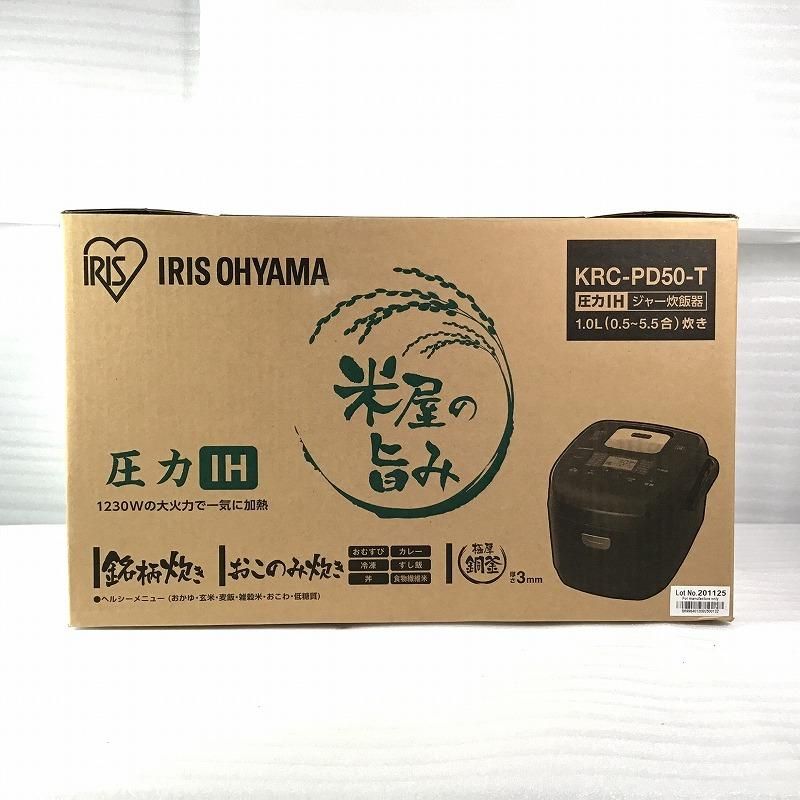 IRIS
IRIS OHYAMA
KRC-PD50-T
圧力IH ジャー炊飯器
1.0L(0.5~5.5合)炊き
米屋の
旨み
圧力IH
1230Wの大火力で一気に加熱
銘柄炊き
おこのみ炊き
おむすび カレー
冷凍 すし飯
丼 食物繊維米
極厚
銅釜
厚さ3mm
●ヘルシーメニュー(おかゆ・玄米・麦飯・雑穀米・おこわ・低糖質)
Lot No.201125
For manufacture only